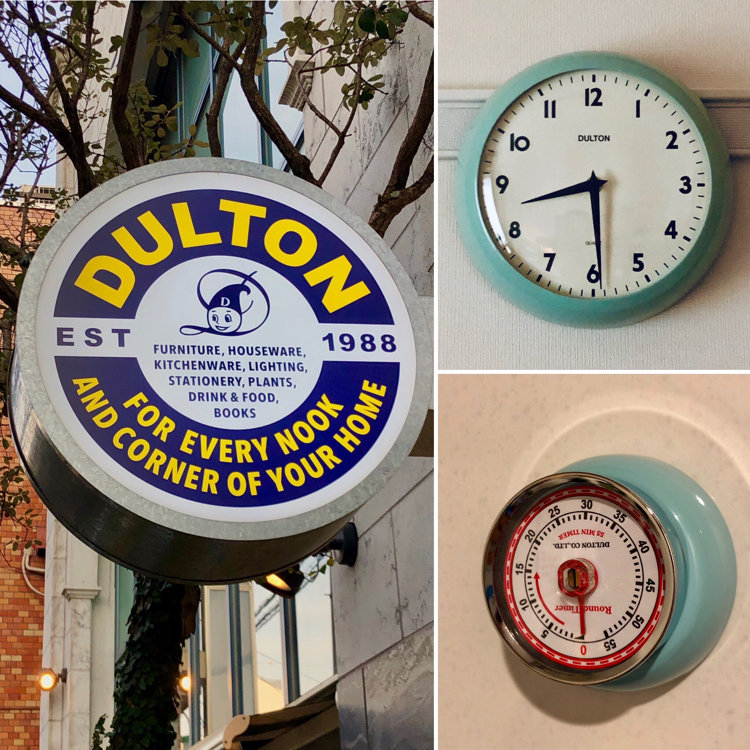 DULTON
D
EST 1988
FURNITURE, HOUSEWARE,
KITCHENWARE, LIGHTING,
STATIONERY, PLANTS,
DRINK & FOOD,
BOOKS
FOR EVERY NOOK
AND CORNER OF YOUR HOME
12
1
2
3
4
5
6
7
8
9
10
11
DULTON
QUARTZ
0
5
10
15
20
25
30
35
40
45
50
55
Round Timer
DULTON CO.,LTD.
55 MIN TIMER